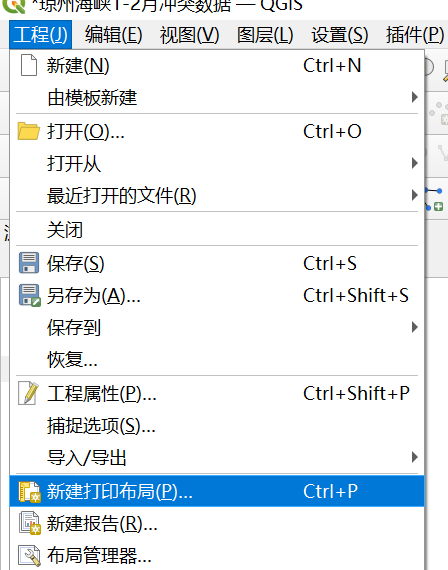 *琼州海峡1-2月冲突数据 — QGIS
工程(J) 编辑(E) 视图(V) 图层(L) 设置(S) 插件(P)
新建(N) Ctrl+N
由模板新建
打开(O)... Ctrl+O
打开从
最近打开的文件(R)
关闭
保存(S) Ctrl+S
另存为(A)... Ctrl+Shift+S
保存到
恢复...
工程属性(P)... Ctrl+Shift+P
捕捉选项(S)...
导入/导出
新建打印布局(P)... Ctrl+P
新建报告(R)...
布局管理器...